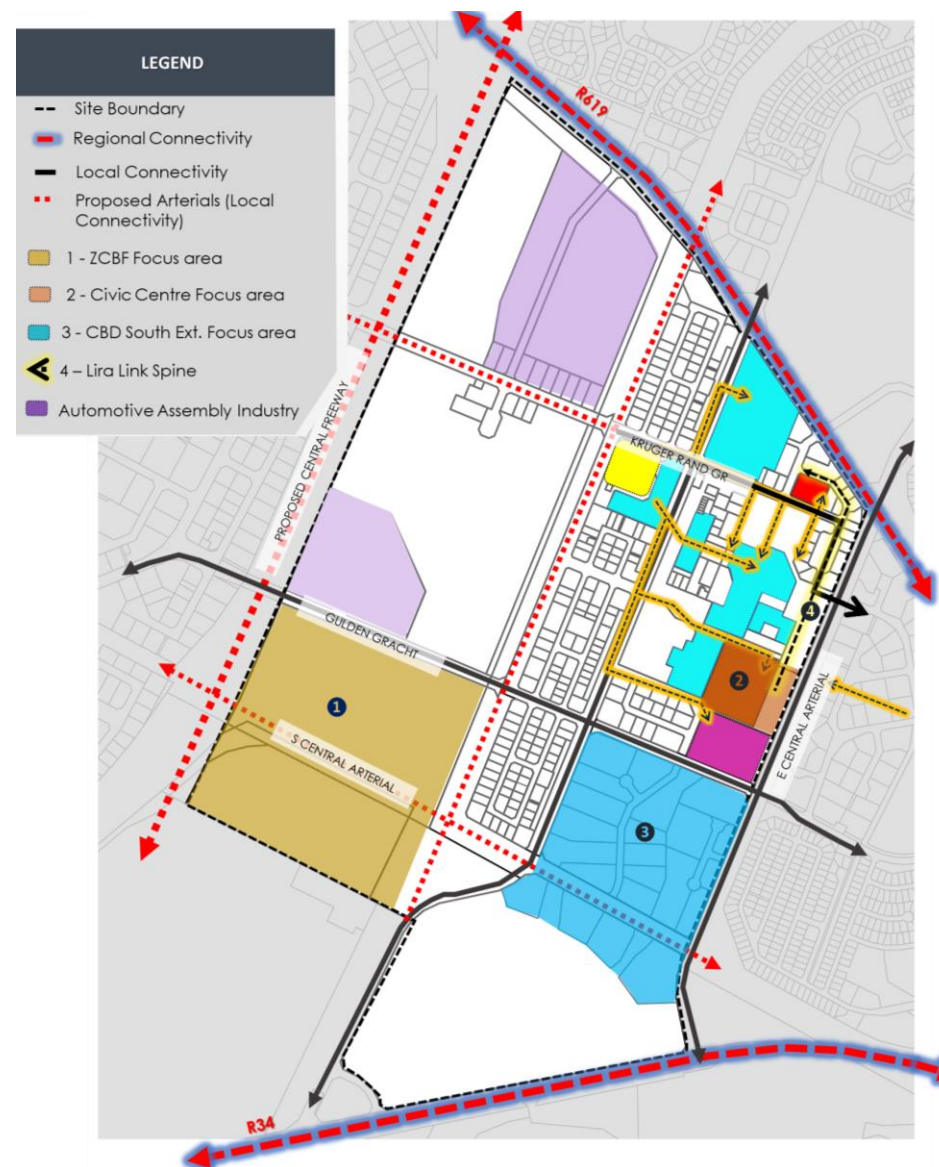 LEGEND
Site Boundary
Regional Connectivity
Local Connectivity
Proposed Arterials (Local
Connectivity)
1 - ZCBF Focus area
2 - Civic Centre Focus area
3 - CBD South Ext. Focus area
4 – Lira Link Spine
Automotive Assembly Industry
R619
PROPOSED CENTRAL FREEWAY
KRUGER RAND GR
4
GULDEN GRACHT
2
1
E CENTRAL ARTERIAL
S CENTRAL ARTERIAL
3
R34